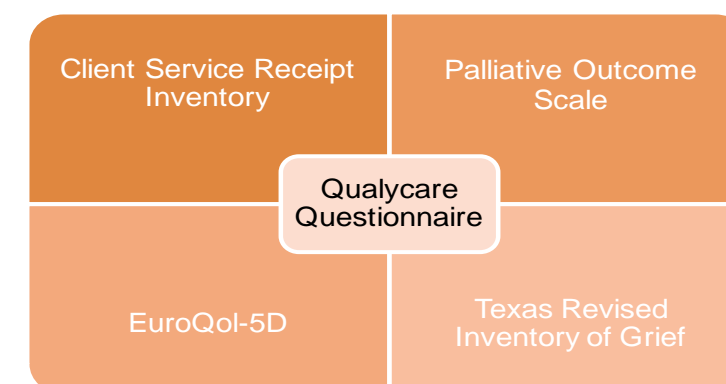 Client Service Receipt
Inventory
Palliative Outcome
Scale
Qualycare
Questionnaire
EuroQol-5D
Texas Revised
Inventory of Grief